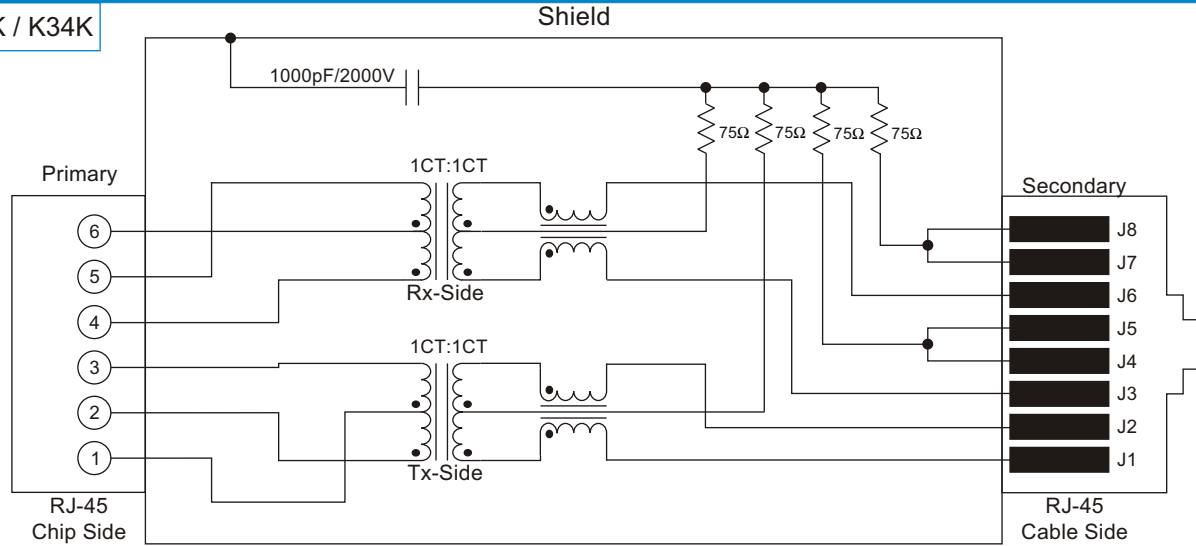 K / K34K
Shield
1000pF/2000V
75Ω 75Ω 75Ω 75Ω
Primary
1CT:1CT
Secondary
6
5
4
3
2
1
Rx-Side
1CT:1CT
Tx-Side
J8
J7
J6
J5
J4
J3
J2
J1
RJ-45
Chip Side
RJ-45
Cable Side